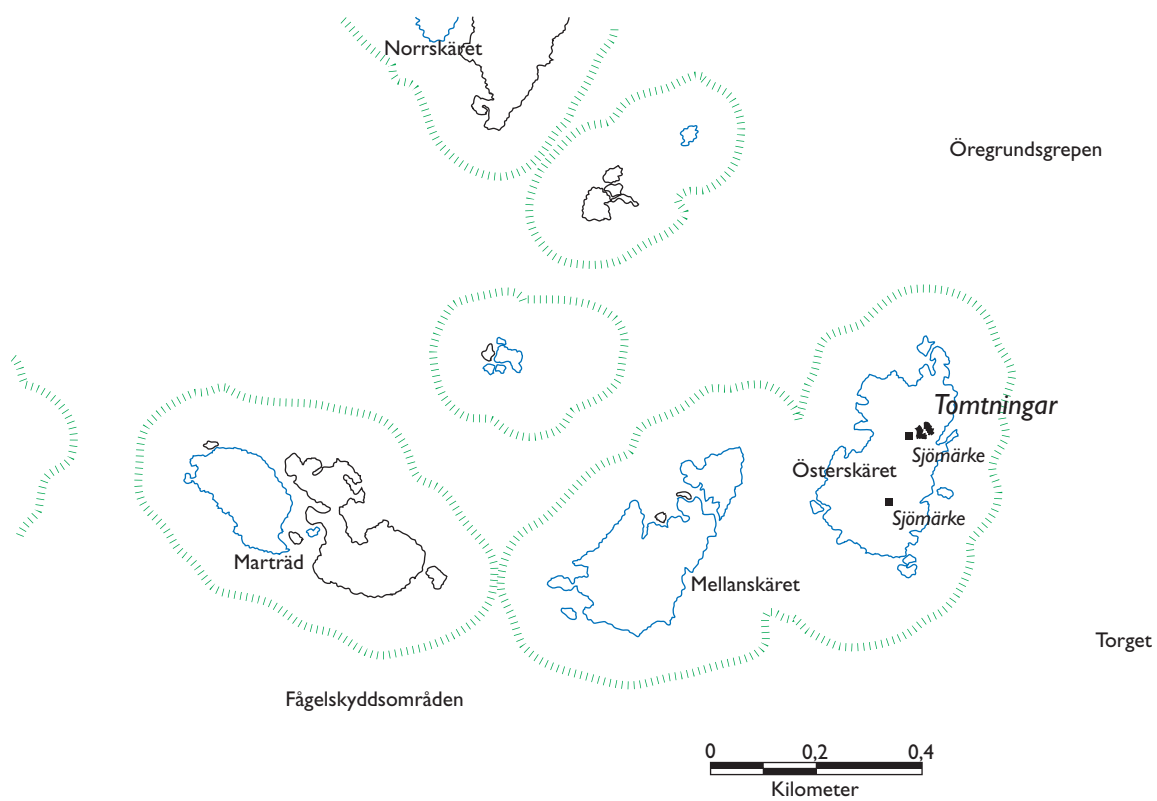 Norrskäret
Öregrundsgrepen
Tomtningar
Sjömärke
Österskäret
Sjömärke
Marträd
Mellanskäret
Torget
Fågelskyddsområden
0 0,2 0,4
Kilometer